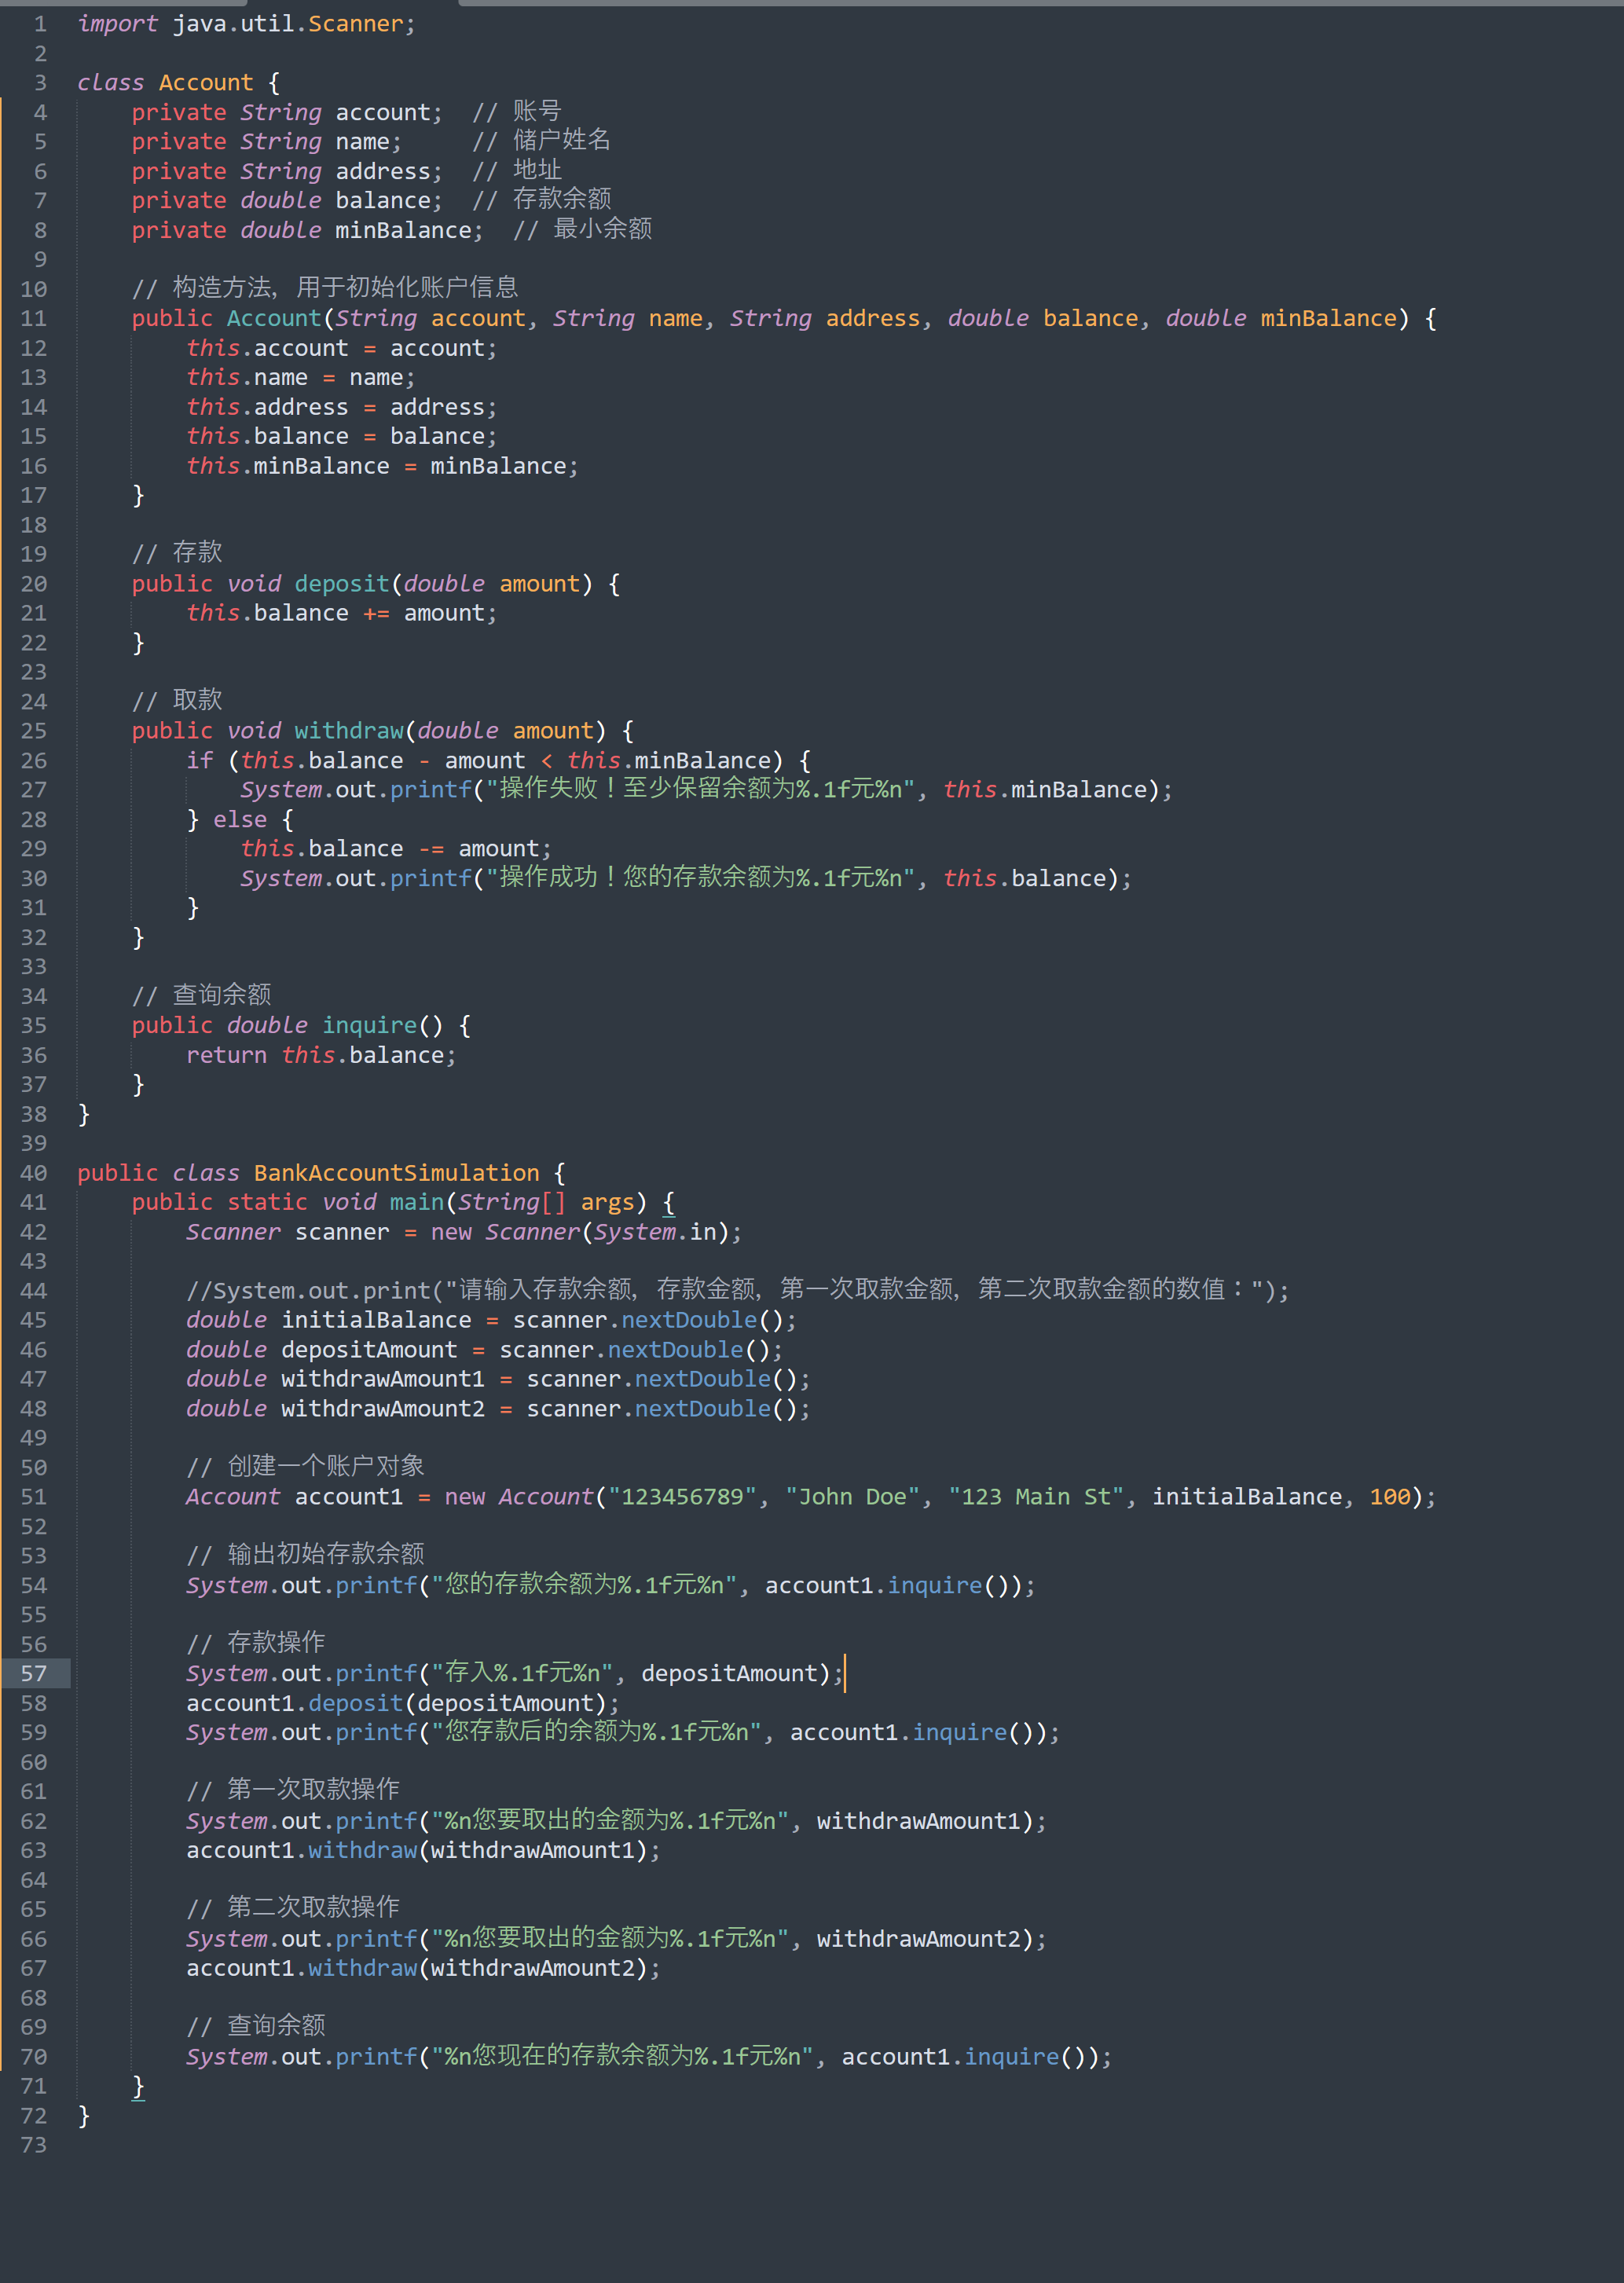 1 import java.util.Scanner;
2
3 class Account {
4     private String account;  // 账号
5     private String name;     // 储户姓名
6     private String address;  // 地址
7     private double balance;  // 存款余额
8     private double minBalance;  // 最小余额
9
10     // 构造方法, 用于初始化账户信息
11     public Account(String account, String name, String address, double balance, double minBalance) {
12         this.account = account;
13         this.name = name;
14         this.address = address;
15         this.balance = balance;
16         this.minBalance = minBalance;
17     }
18
19     // 存款
20     public void deposit(double amount) {
21         this.balance += amount;
22     }
23
24     // 取款
25     public void withdraw(double amount) {
26         if (this.balance - amount < this.minBalance) {
27             System.out.printf("操作失败！至少保留余额为%.1f元%n", this.minBalance);
28         } else {
29             this.balance -= amount;
30             System.out.printf("操作成功！您的存款余额为%.1f元%n", this.balance);
31         }
32     }
33
34     // 查询余额
35     public double inquire() {
36         return this.balance;
37     }
38 }
39
40 public class BankAccountSimulation {
41     public static void main(String[] args) {
42         Scanner scanner = new Scanner(System.in);
43
44         //System.out.print("请输入存款余额, 存款金额, 第一次取款金额, 第二次取款金额的数值：");
45         double initialBalance = scanner.nextDouble();
46         double depositAmount = scanner.nextDouble();
47         double withdrawAmount1 = scanner.nextDouble();
48         double withdrawAmount2 = scanner.nextDouble();
49
50         // 创建一个账户对象
51         Account account1 = new Account("123456789", "John Doe", "123 Main St", initialBalance, 100);
52
53         // 输出初始存款余额
54         System.out.printf("您的存款余额为%.1f元%n", account1.inquire());
55
56         // 存款操作
57         System.out.printf("存入%.1f元%n", depositAmount);
58         account1.deposit(depositAmount);
59         System.out.printf("您存款后的余额为%.1f元%n", account1.inquire());
60
61         // 第一次取款操作
62         System.out.printf("%n您要取出的金额为%.1f元%n", withdrawAmount1);
63         account1.withdraw(withdrawAmount1);
64
65         // 第二次取款操作
66         System.out.printf("%n您要取出的金额为%.1f元%n", withdrawAmount2);
67         account1.withdraw(withdrawAmount2);
68
69         // 查询余额
70         System.out.printf("%n您现在的存款余额为%.1f元%n", account1.inquire());
71     }
72 }
73